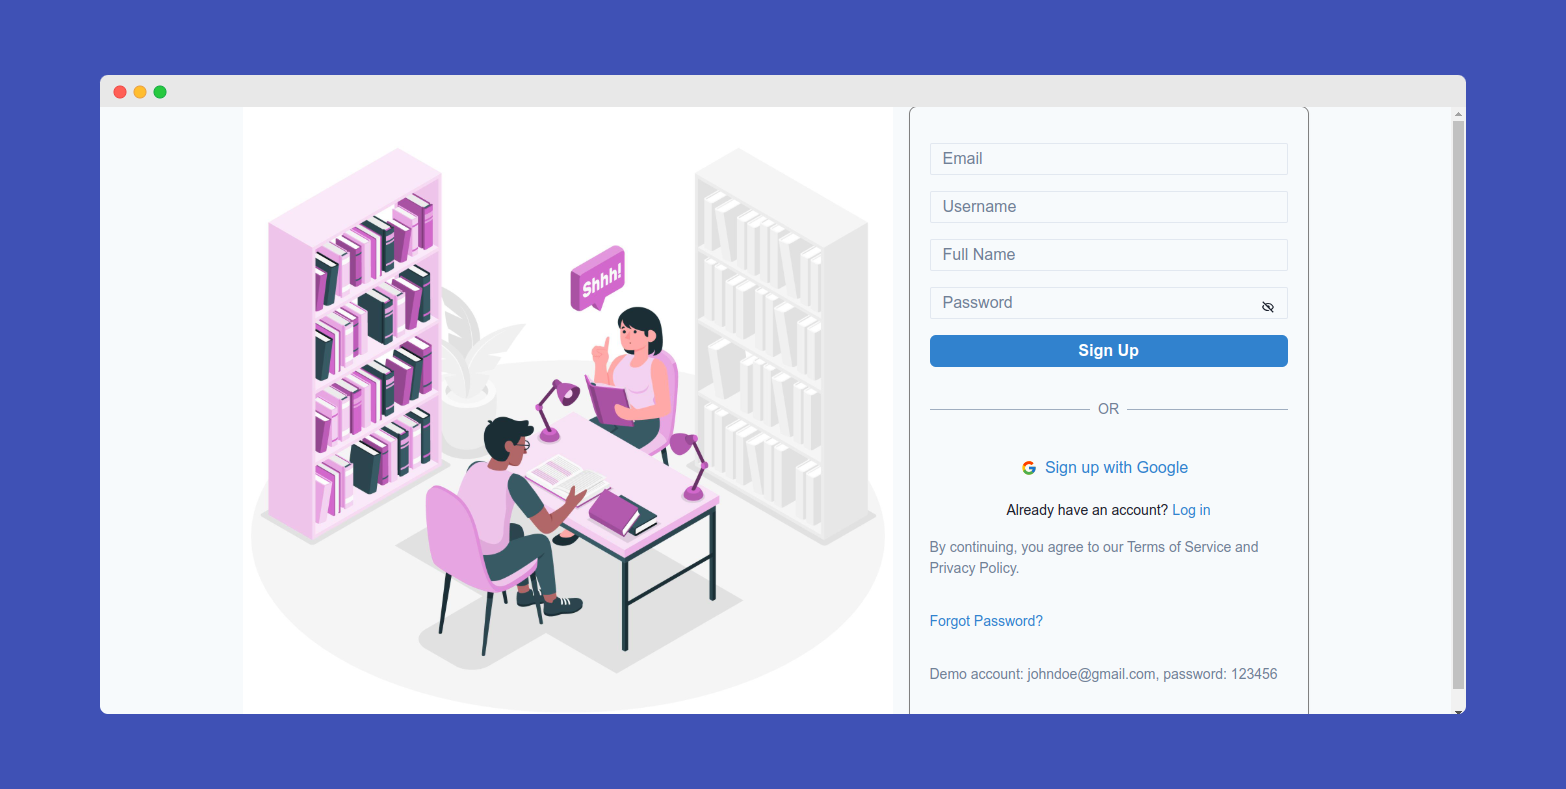 Shhh!
Email
Username
Full Name
Password
Sign Up
OR
Sign up with Google
Already have an account? Log in
By continuing, you agree to our Terms of Service and
Privacy Policy.
Forgot Password?
Demo account: johndoe@gmail.com, password: 123456